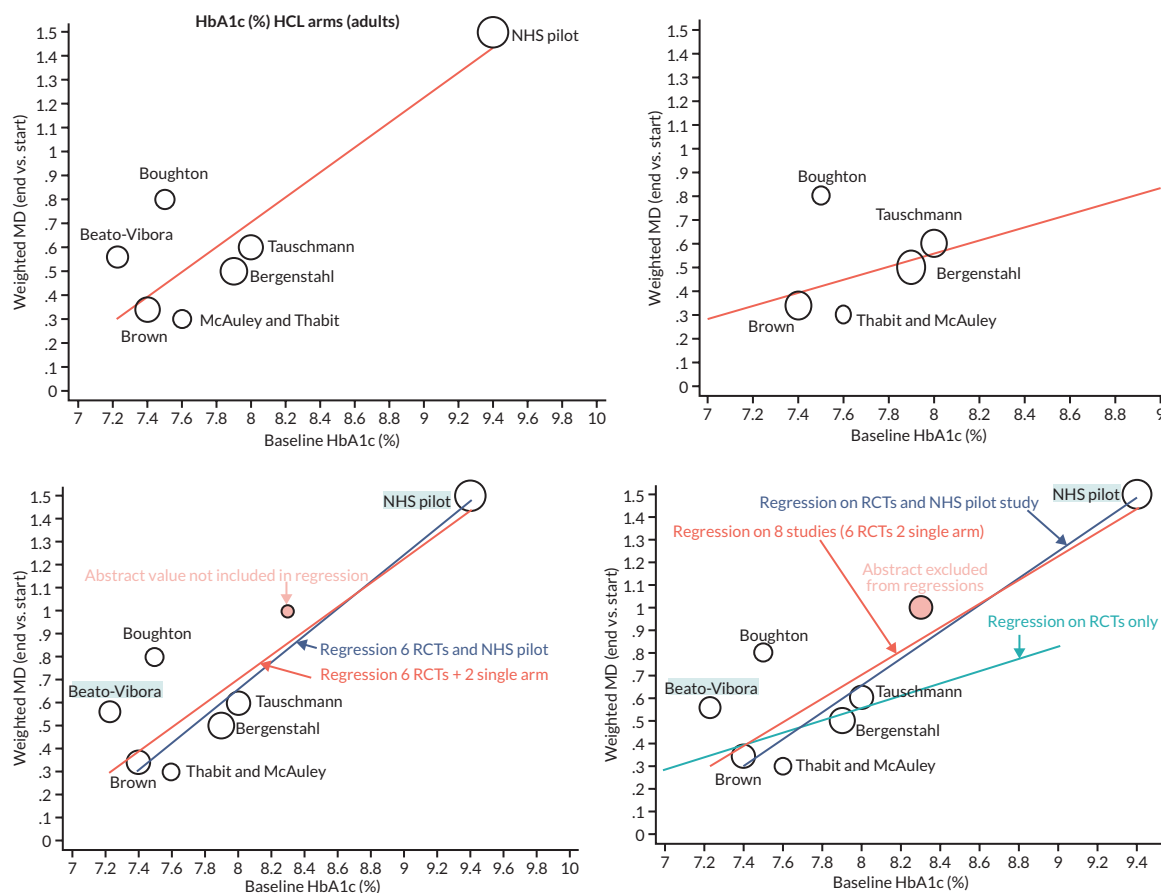 HbA1c (%) HCL arms (adults)
Weighted MD (end vs. start)
1.5
1.4
1.3
1.2
1.1
1
.9
.8
.7
.6
.5
.4
.3
.2
.1
0
NHS pilot
Boughton
Beato-Vibora
Tauschmann
Bergenstahl
McAuley and Thabit
Brown
7 7.2 7.4 7.6 7.8 8 8.2 8.4 8.6 8.8 9 9.2 9.4 9.6 9.8 10
Baseline HbA1c (%)
Weighted MD (end vs. start)
1.5
1.4
1.3
1.2
1.1
1
.9
.8
.7
.6
.5
.4
.3
.2
.1
0
Boughton
Tauschmann
Bergenstahl
Brown
Thabit and McAuley
7 7.2 7.4 7.6 7.8 8 8.2 8.4 8.6 8.8 9
Baseline HbA1c (%)
Weighted MD (end vs. start)
1.5
1.4
1.3
1.2
1.1
1
.9
.8
.7
.6
.5
.4
.3
.2
.1
0
NHS pilot
Abstract value not included in regression
Boughton
Regression 6 RCTs and NHS pilot
Regression 6 RCTs + 2 single arm
Beato-Vibora
Tauschmann
Bergenstahl
Brown
Thabit and McAuley
7 7.2 7.4 7.6 7.8 8 8.2 8.4 8.6 8.8 9 9.2 9.4 9.6 9.8 10
Baseline HbA1c (%)
Weighted MD (end vs. start)
1.5
1.4
1.3
1.2
1.1
1
.9
.8
.7
.6
.5
.4
.3
.2
.1
0
NHS pilot
Regression on RCTs and NHS pilot study
Regression on 8 studies (6 RCTs 2 single arm)
Abstract excluded
from regressions
Regression on RCTs only
Boughton
Beato-Vibora
Tauschmann
Bergenstahl
Brown
Thabit and McAuley
7 7.2 7.4 7.6 7.8 8 8.2 8.4 8.6 8.8 9 9.2 9.4
Baseline HbA1c (%)